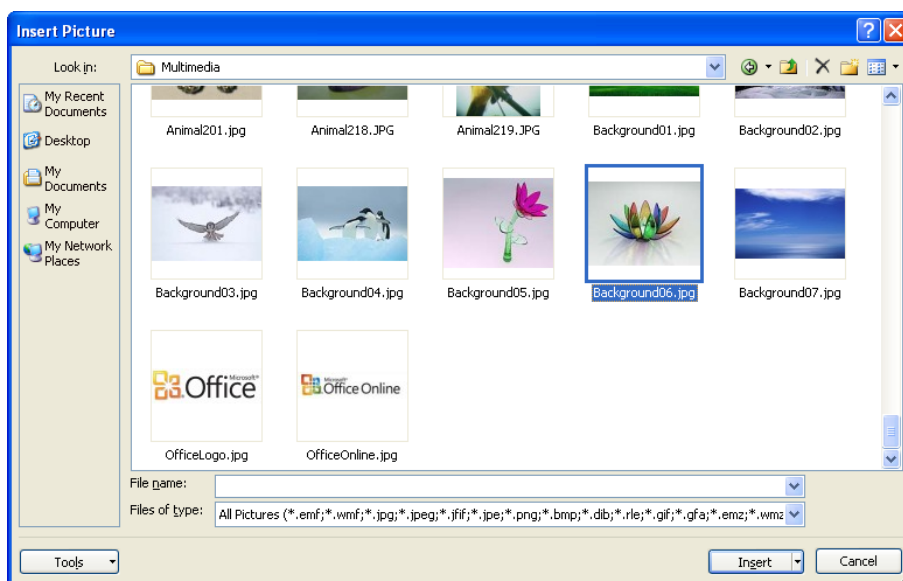 Insert Picture
Look in:
Multimedia
My Recent
Documents
Desktop
My
Documents
My
Computer
My Network
Places
Animal201.jpg
Animal218.JPG
Animal219.JPG
Background01.jpg
Background02.jpg
Background03.jpg
Background04.jpg
Background05.jpg
Background06.jpg
Background07.jpg
Microsoft®
Office
Microsoft®
Office Online
OfficeLogo.jpg
OfficeOnline.jpg
File name:
Files of type:
All Pictures (*.emf;*.wmf;*.jpg;*.jpeg;*.jfif;*.jpe;*.png;*.bmp;*.dib;*.rle;*.gif;*.gfa;*.emz;*.wmz
Tools
Insert
Cancel